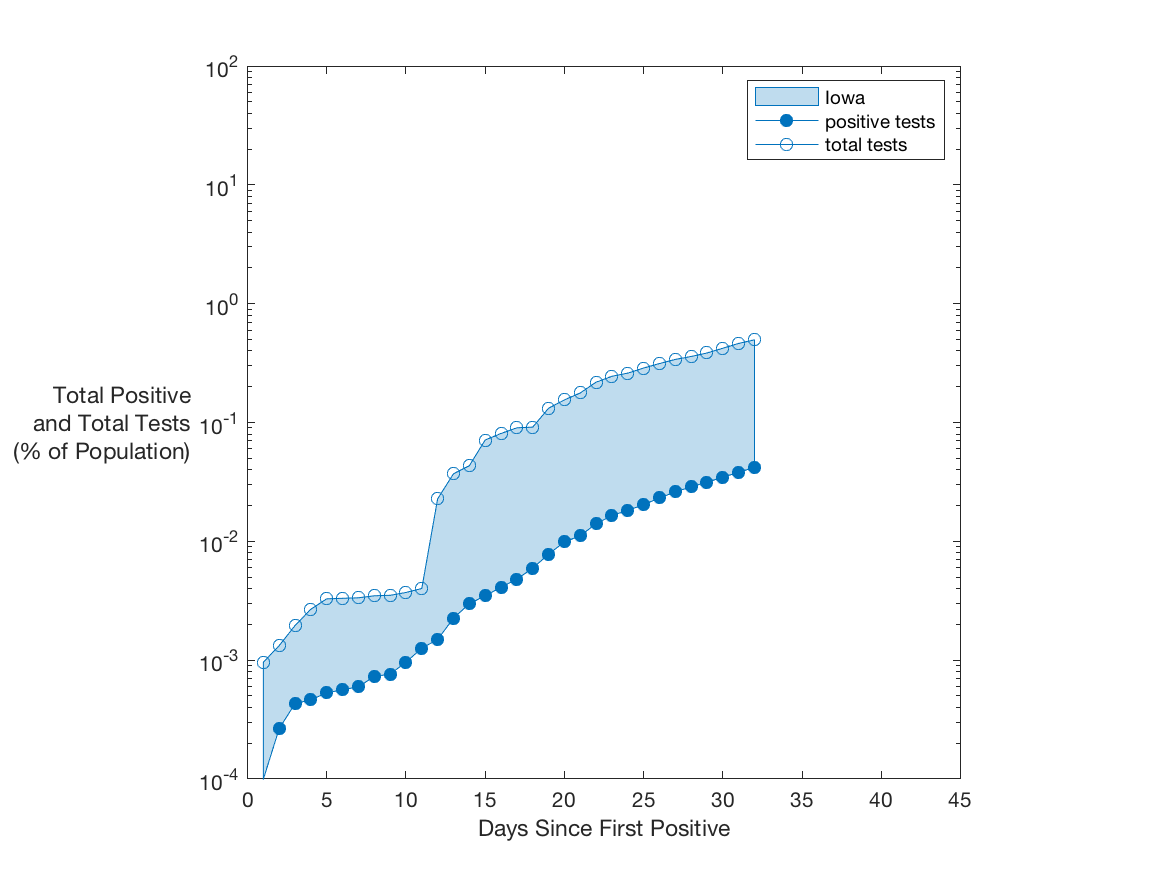 10^2
10^1
10^0
10^-1
10^-2
10^-3
10^-4
Total Positive
and Total Tests
(% of Population)
Iowa
positive tests
total tests
0 5 10 15 20 25 30 35 40 45
Days Since First Positive